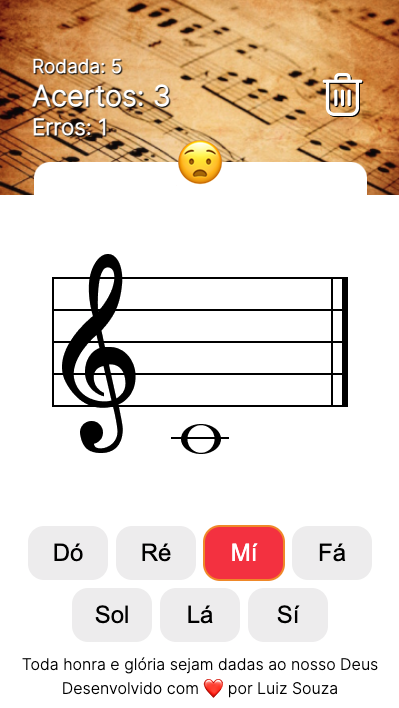 Rodada: 5
Acertos: 3
Erros: 1
Dó Ré Mí Fá
Sol Lá Sí
Toda honra e glória sejam dadas ao nosso Deus
Desenvolvido com ❤️ por Luiz Souza